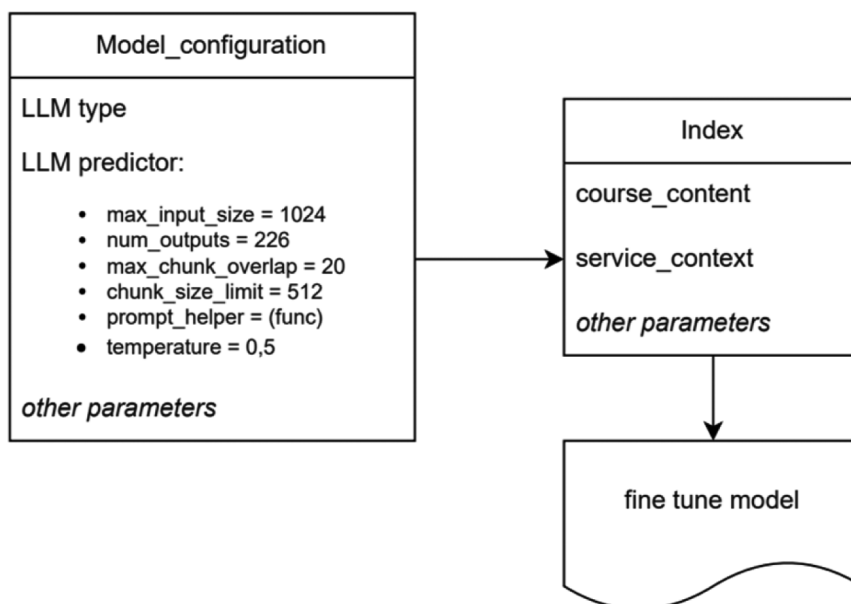 Model_configuration
LLM type
LLM predictor:
• max_input_size = 1024
• num_outputs = 226
• max_chunk_overlap = 20
• chunk_size_limit = 512
• prompt_helper = (func)
• temperature = 0,5
other parameters
Index
course_content
service_context
other parameters
fine tune model